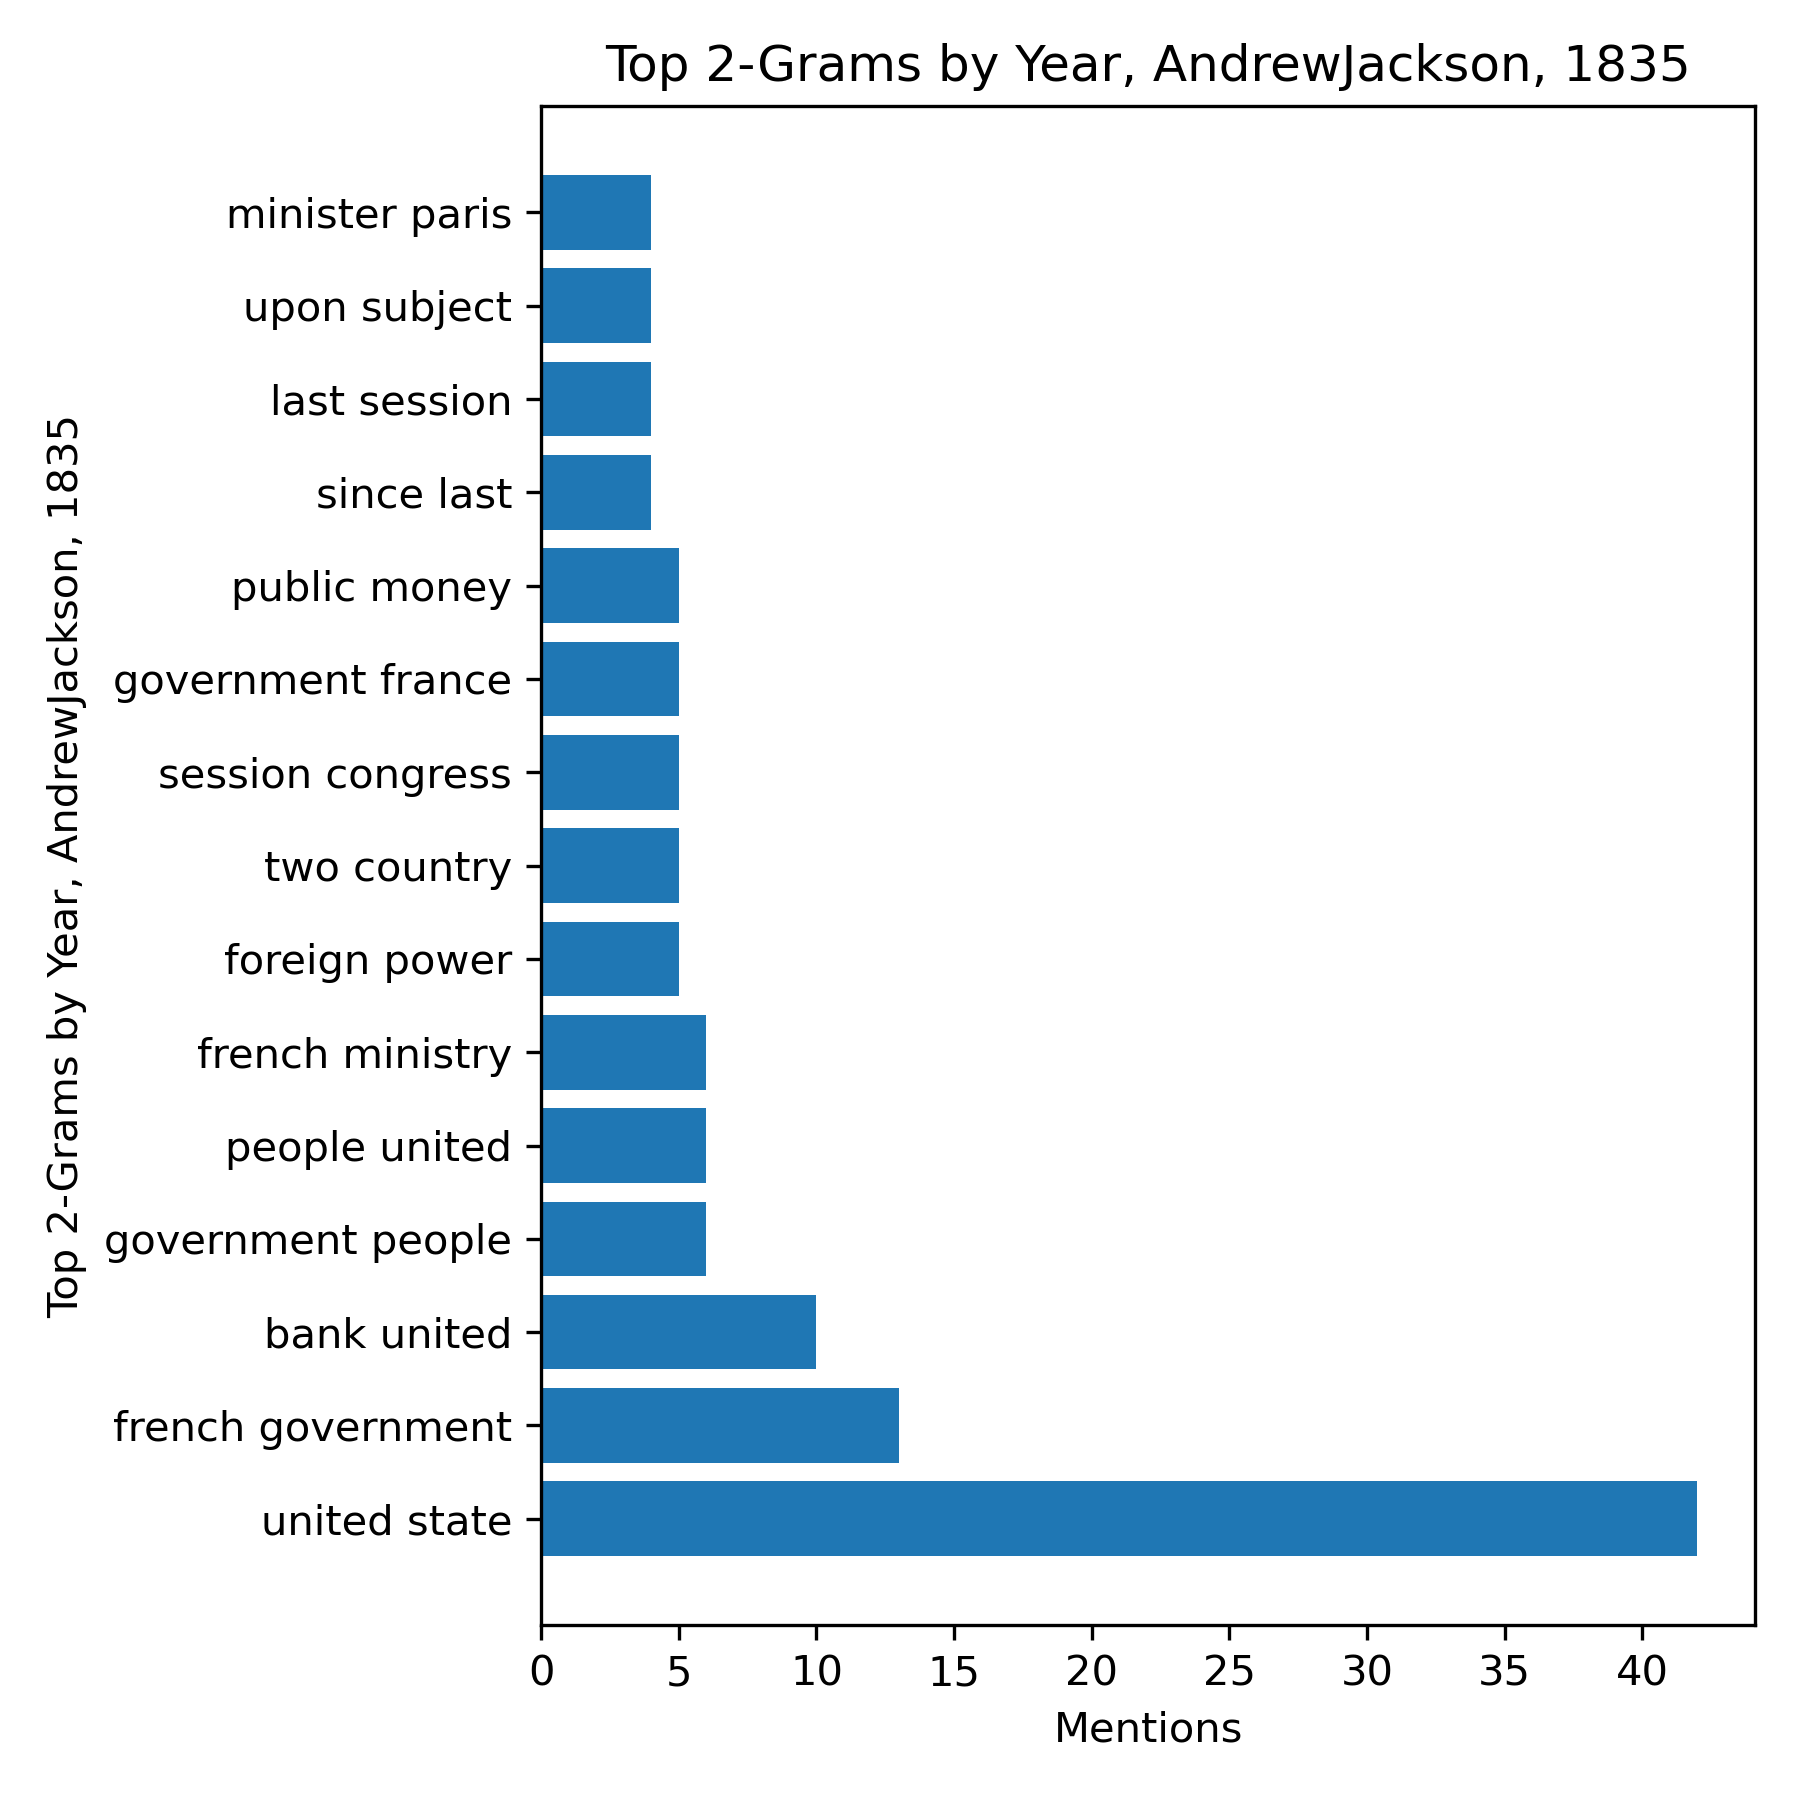 Top 2-Grams by Year, AndrewJackson, 1835
Top 2-Grams by Year, AndrewJackson, 1835
minister paris
upon subject
last session
since last
public money
government france
session congress
two country
foreign power
french ministry
people united
government people
bank united
french government
united state
0 5 10 15 20 25 30 35 40
Mentions